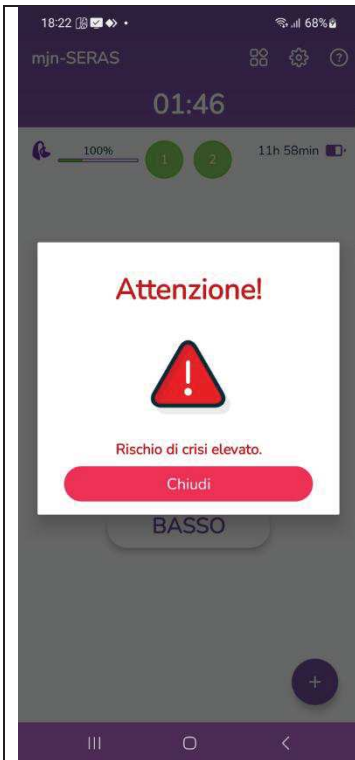 18:22
68%
mjn-SERAS
01:46
100%
1
2
11h 58min
Attenzione!
Rischio di crisi elevato.
Chiudi
BASSO